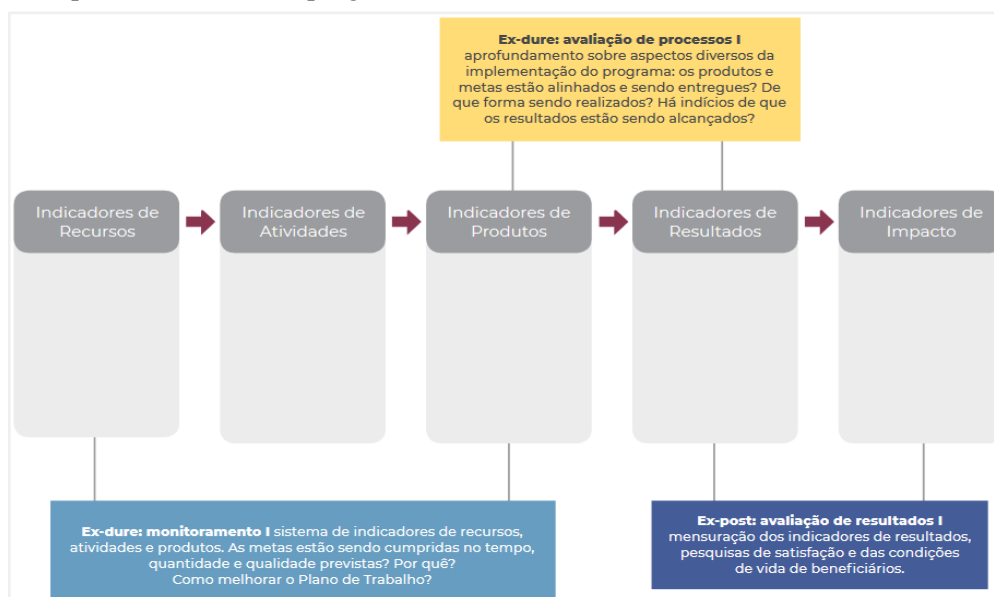 Ex-dure: avaliação de processos I
aprofundamento sobre aspectos diversos da
implementação do programa: os produtos e
metas estão alinhados e sendo entregues? De
que forma sendo realizados? Há indícios de que
os resultados estão sendo alcançados?
Indicadores de
Recursos
Indicadores de
Atividades
Indicadores de
Produtos
Indicadores de
Resultados
Indicadores de
Impacto
Ex-dure: monitoramento I sistema de indicadores de recursos,
atividades e produtos. As metas estão sendo cumpridas no tempo,
quantidade e qualidade previstas? Por quê?
Como melhorar o Plano de Trabalho?
Ex-post: avaliação de resultados I
mensuração dos indicadores de resultados,
pesquisas de satisfação e das condições
de vida de beneficiários.